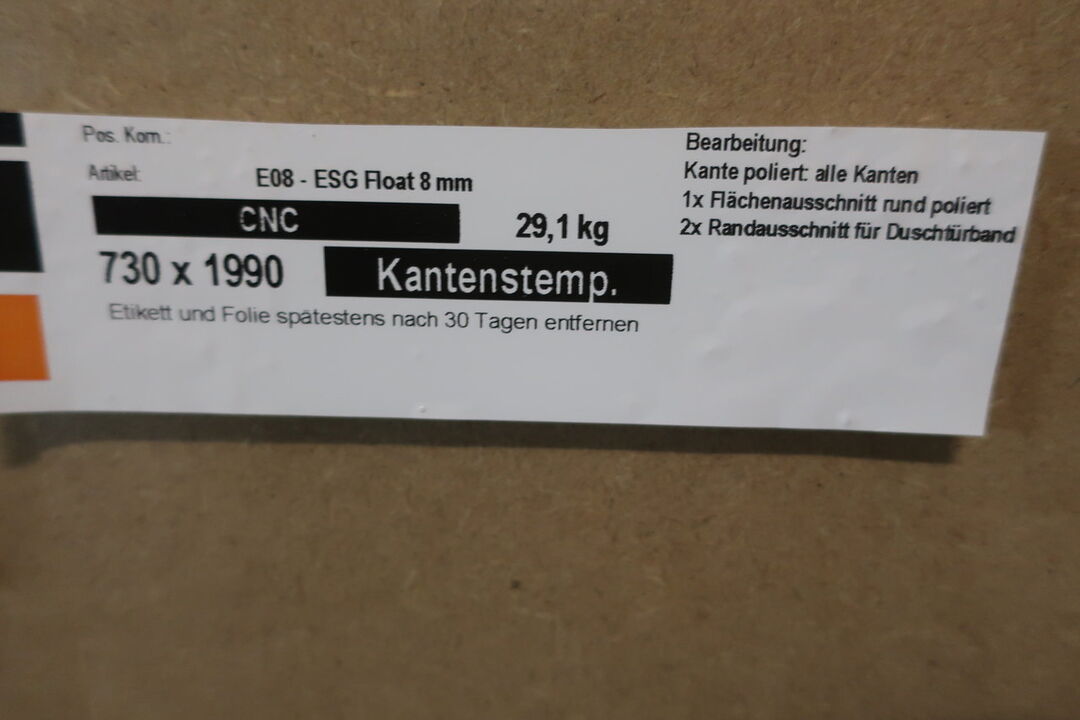 Pos. Kom.:
Artikel:
E08 - ESG Float 8 mm
CNC
29,1 kg
730 x 1990
Kantenstemp.
Etikett und Folie spätestens nach 30 Tagen entfernen
Bearbeitung:
Kante poliert: alle Kanten
1x Flächenausschnitt rund poliert
2x Randausschnitt für Duschtürband